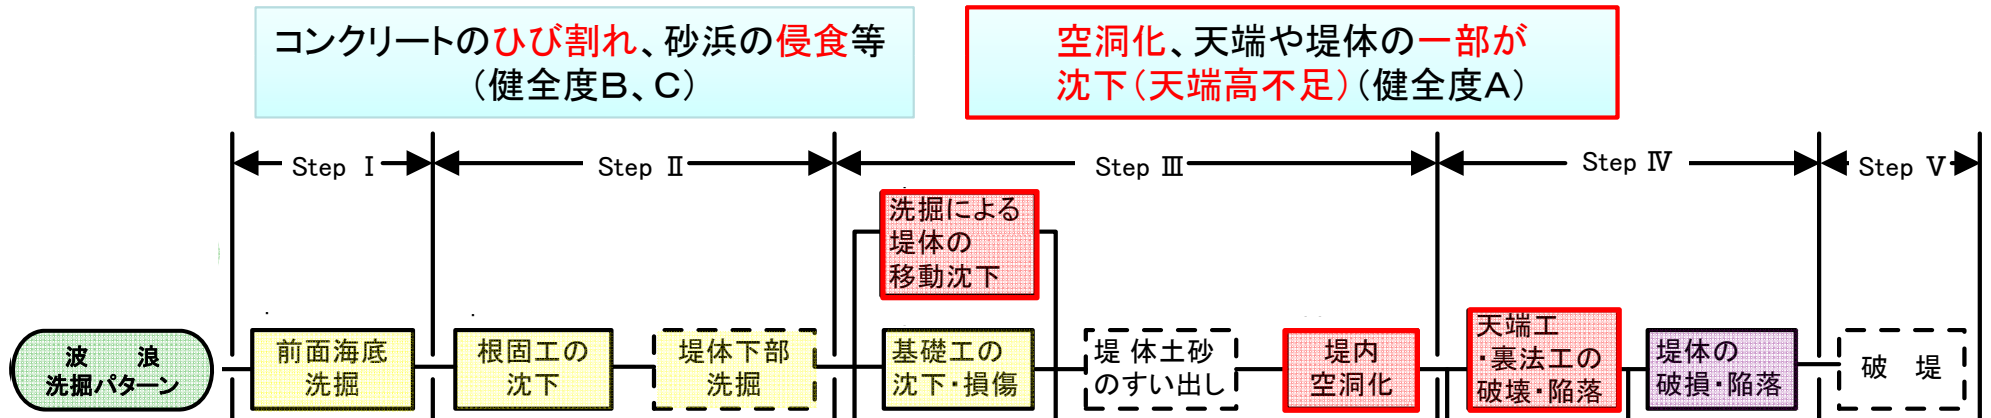 コンクリートのひび割れ、砂浜の侵食等
(健全度B、C)
空洞化、天端や堤体の一部が
沈下(天端高不足)(健全度A)
Step Ⅰ
Step Ⅱ
Step Ⅲ
Step Ⅳ
Step Ⅴ
洗掘による
堤体の
移動沈下
波 浪
洗掘パターン
前面海底
洗掘
根固工の
沈下
堤体下部
洗掘
基礎工の
沈下・損傷
堤 体土砂
のすい出し
堤内
空洞化
天端工
・裏法工の
破壊・陥落
堤体の
破損・陥落
破 堤